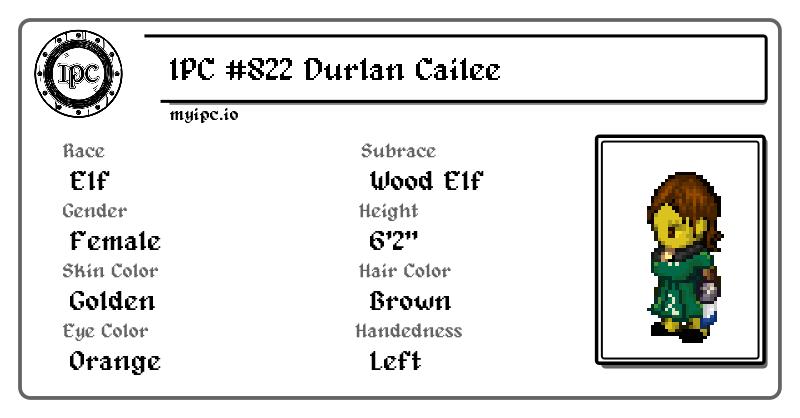 IPC
IPC #822 Durlan Cailee
myipc.io
Race
Elf
Subrace
Wood Elf
Gender
Female
Height
6'2"
Skin Color
Golden
Hair Color
Brown
Eye Color
Orange
Handedness
Left